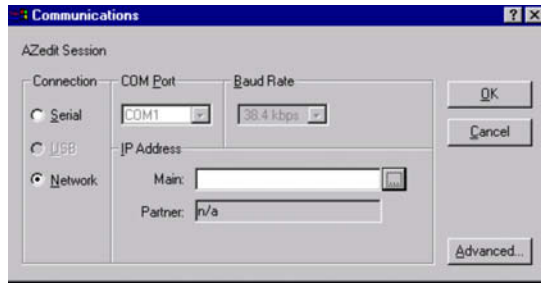 Communications
AZedit Session
Connection
Serial
USB
Network
COM Port
COM1
Baud Rate
38.4 kbps
IP Address
Main:
...
Partner: n/a
OK
Cancel
Advanced...